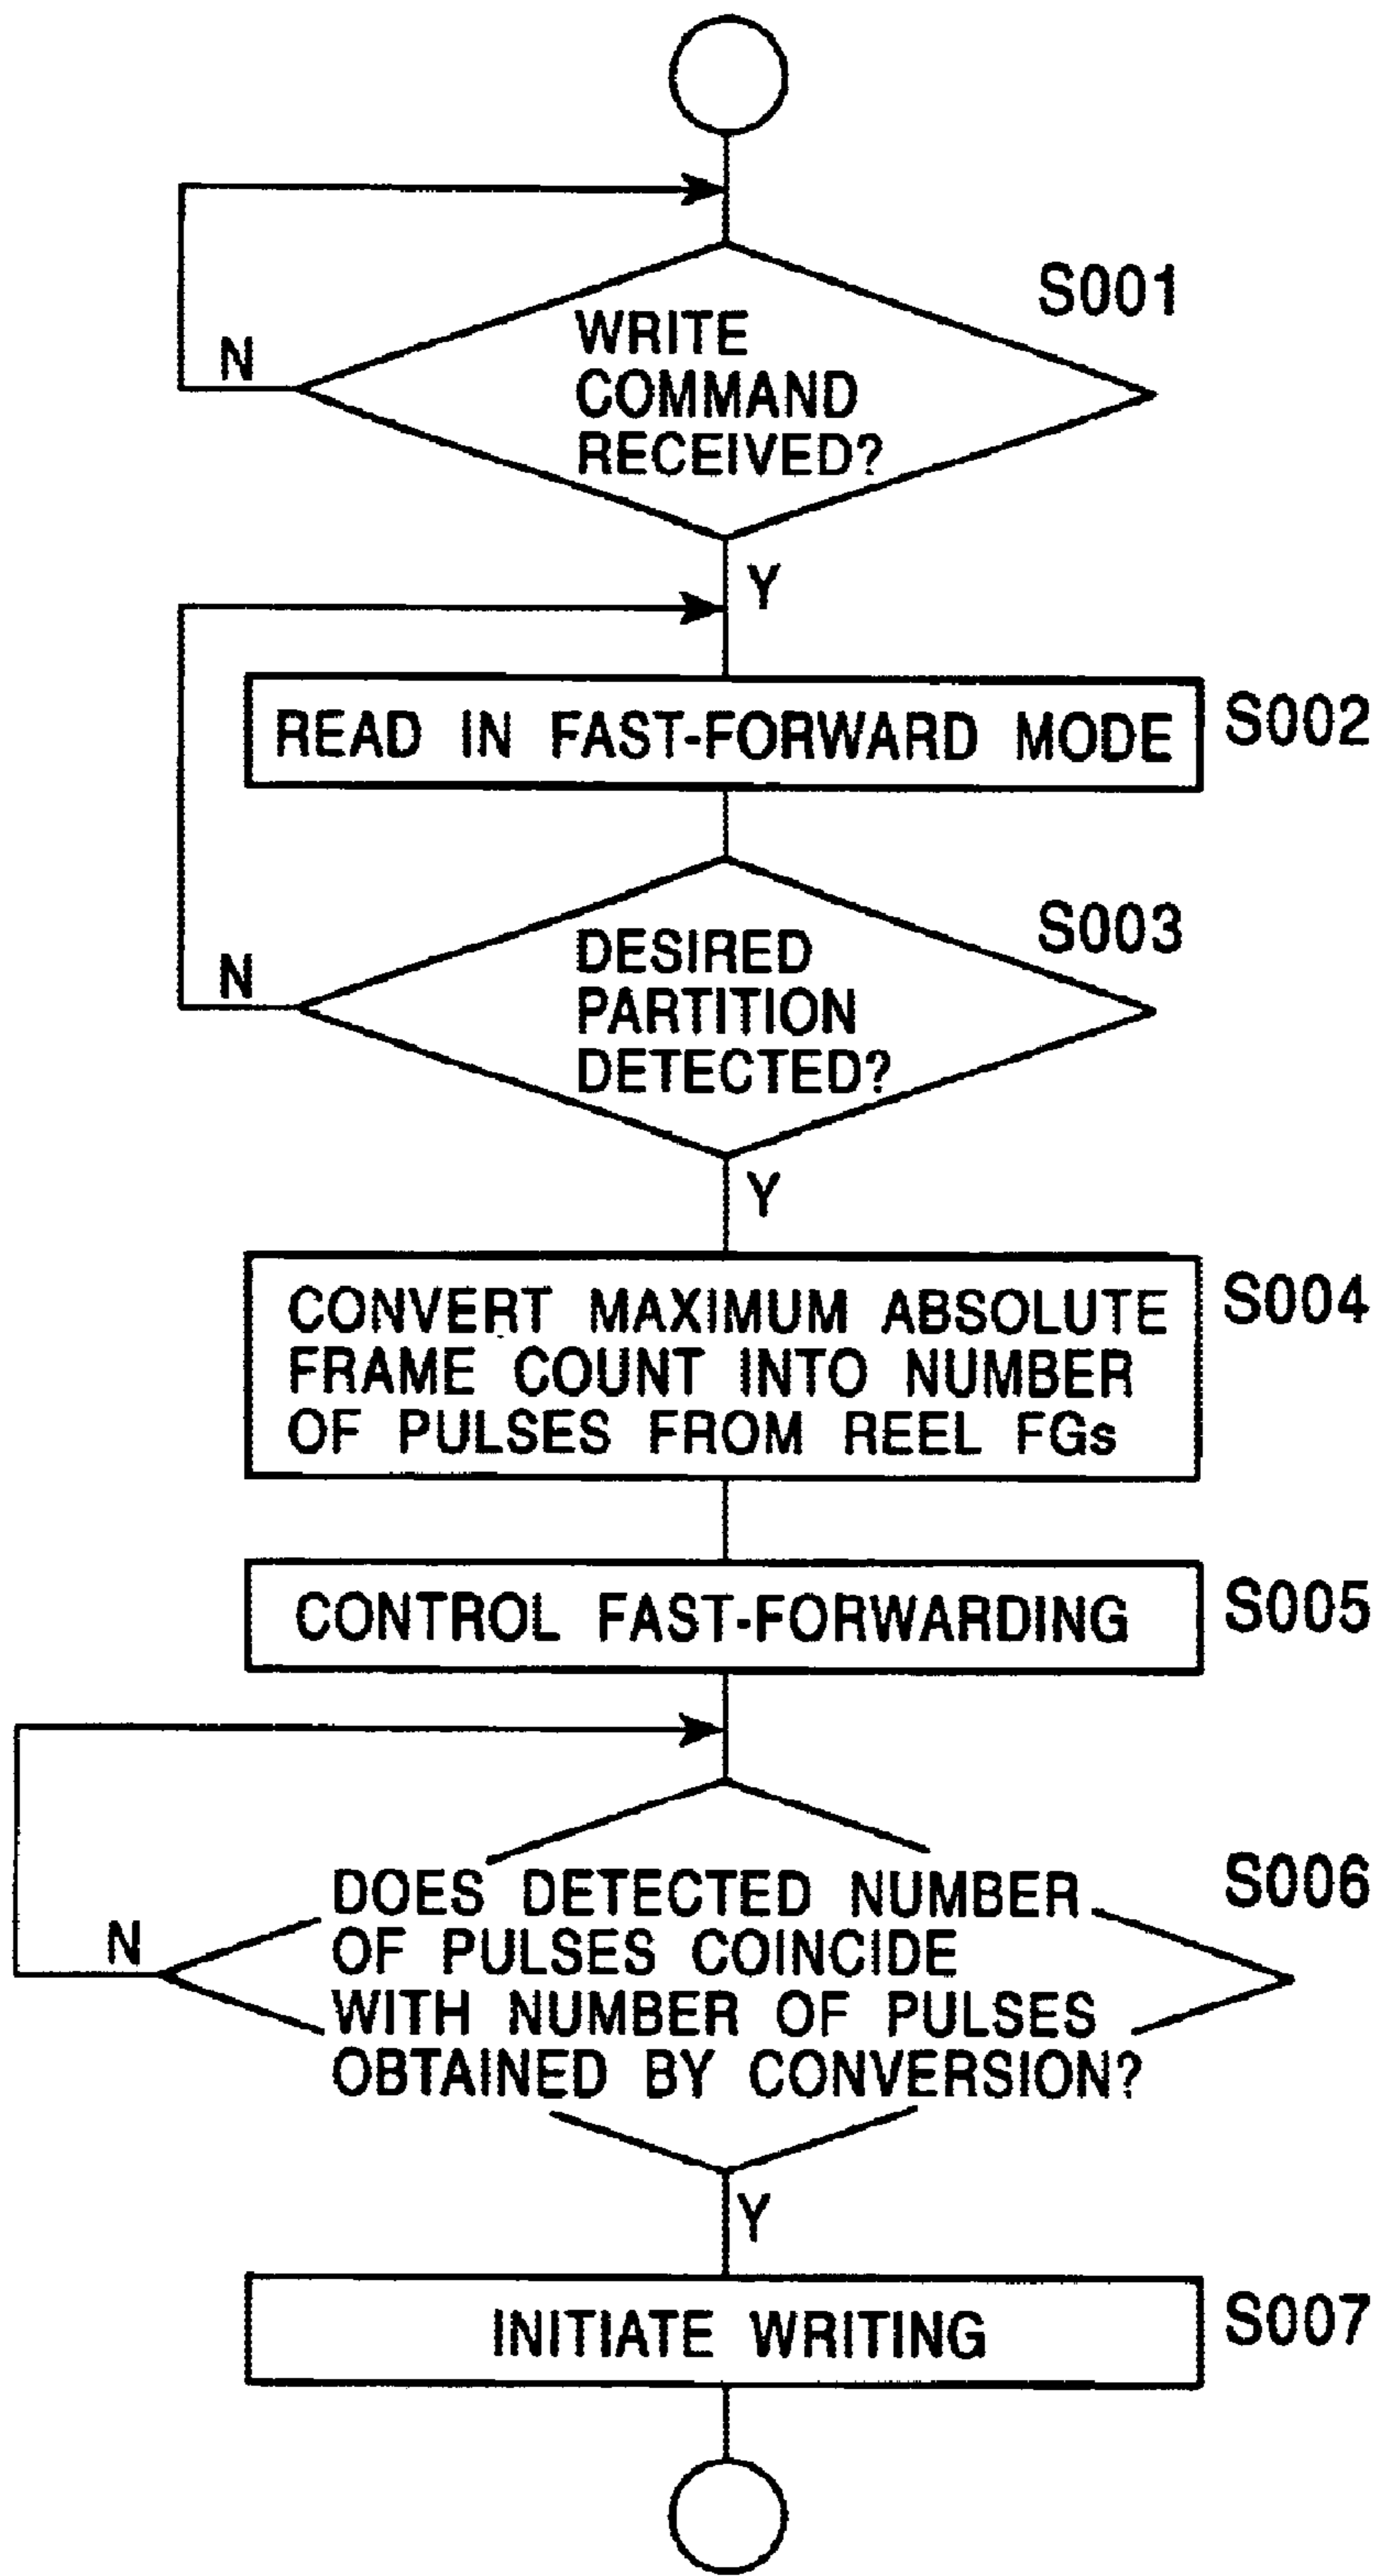 S001
WRITE
COMMAND
RECEIVED?
N
Y
READ IN FAST-FORWARD MODE
S002
S003
DESIRED
PARTITION
DETECTED?
N
Y
CONVERT MAXIMUM ABSOLUTE
FRAME COUNT INTO NUMBER
OF PULSES FROM REEL FGs
S004
CONTROL FAST-FORWARDING
S005
DOES DETECTED NUMBER
OF PULSES COINCIDE
WITH NUMBER OF PULSES
OBTAINED BY CONVERSION?
S006
N
Y
INITIATE WRITING
S007